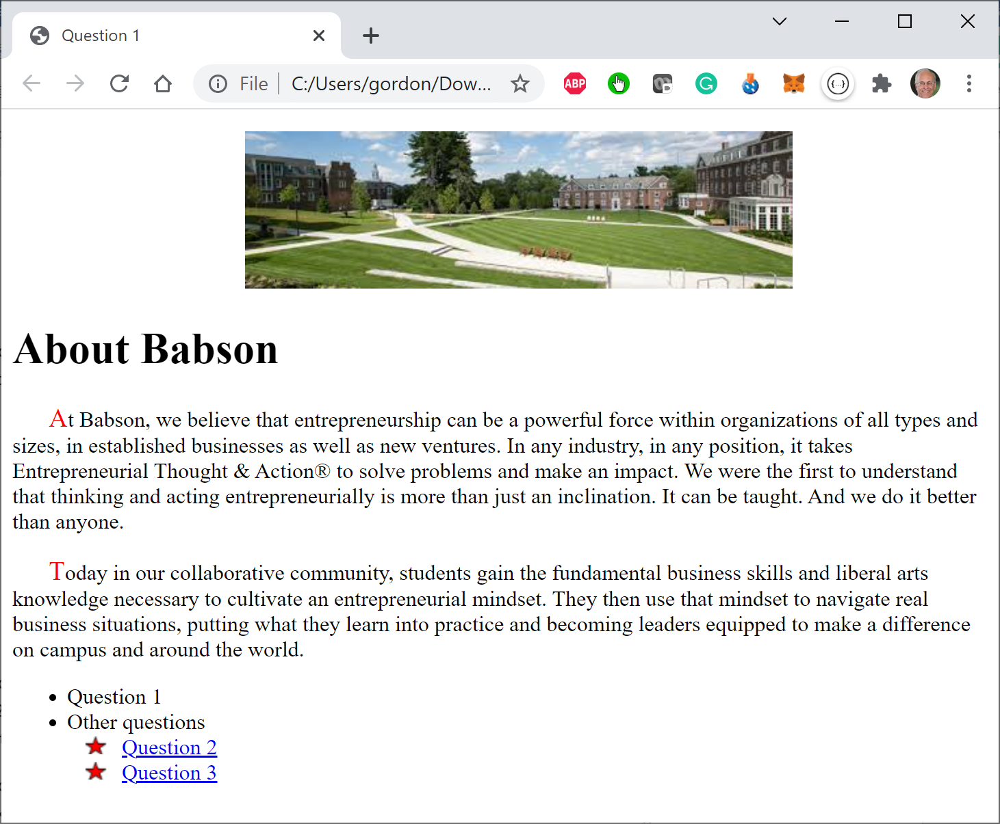 Question 1
File C:/Users/gordon/Dow...
ABP
{...}
About Babson
At Babson, we believe that entrepreneurship can be a powerful force within organizations of all types and
sizes, in established businesses as well as new ventures. In any industry, in any position, it takes
Entrepreneurial Thought & Action® to solve problems and make an impact. We were the first to understand
that thinking and acting entrepreneurially is more than just an inclination. It can be taught. And we do it better
than anyone.
Today in our collaborative community, students gain the fundamental business skills and liberal arts
knowledge necessary to cultivate an entrepreneurial mindset. They then use that mindset to navigate real
business situations, putting what they learn into practice and becoming leaders equipped to make a difference
on campus and around the world.
• Question 1
• Other questions
Question 2
Question 3